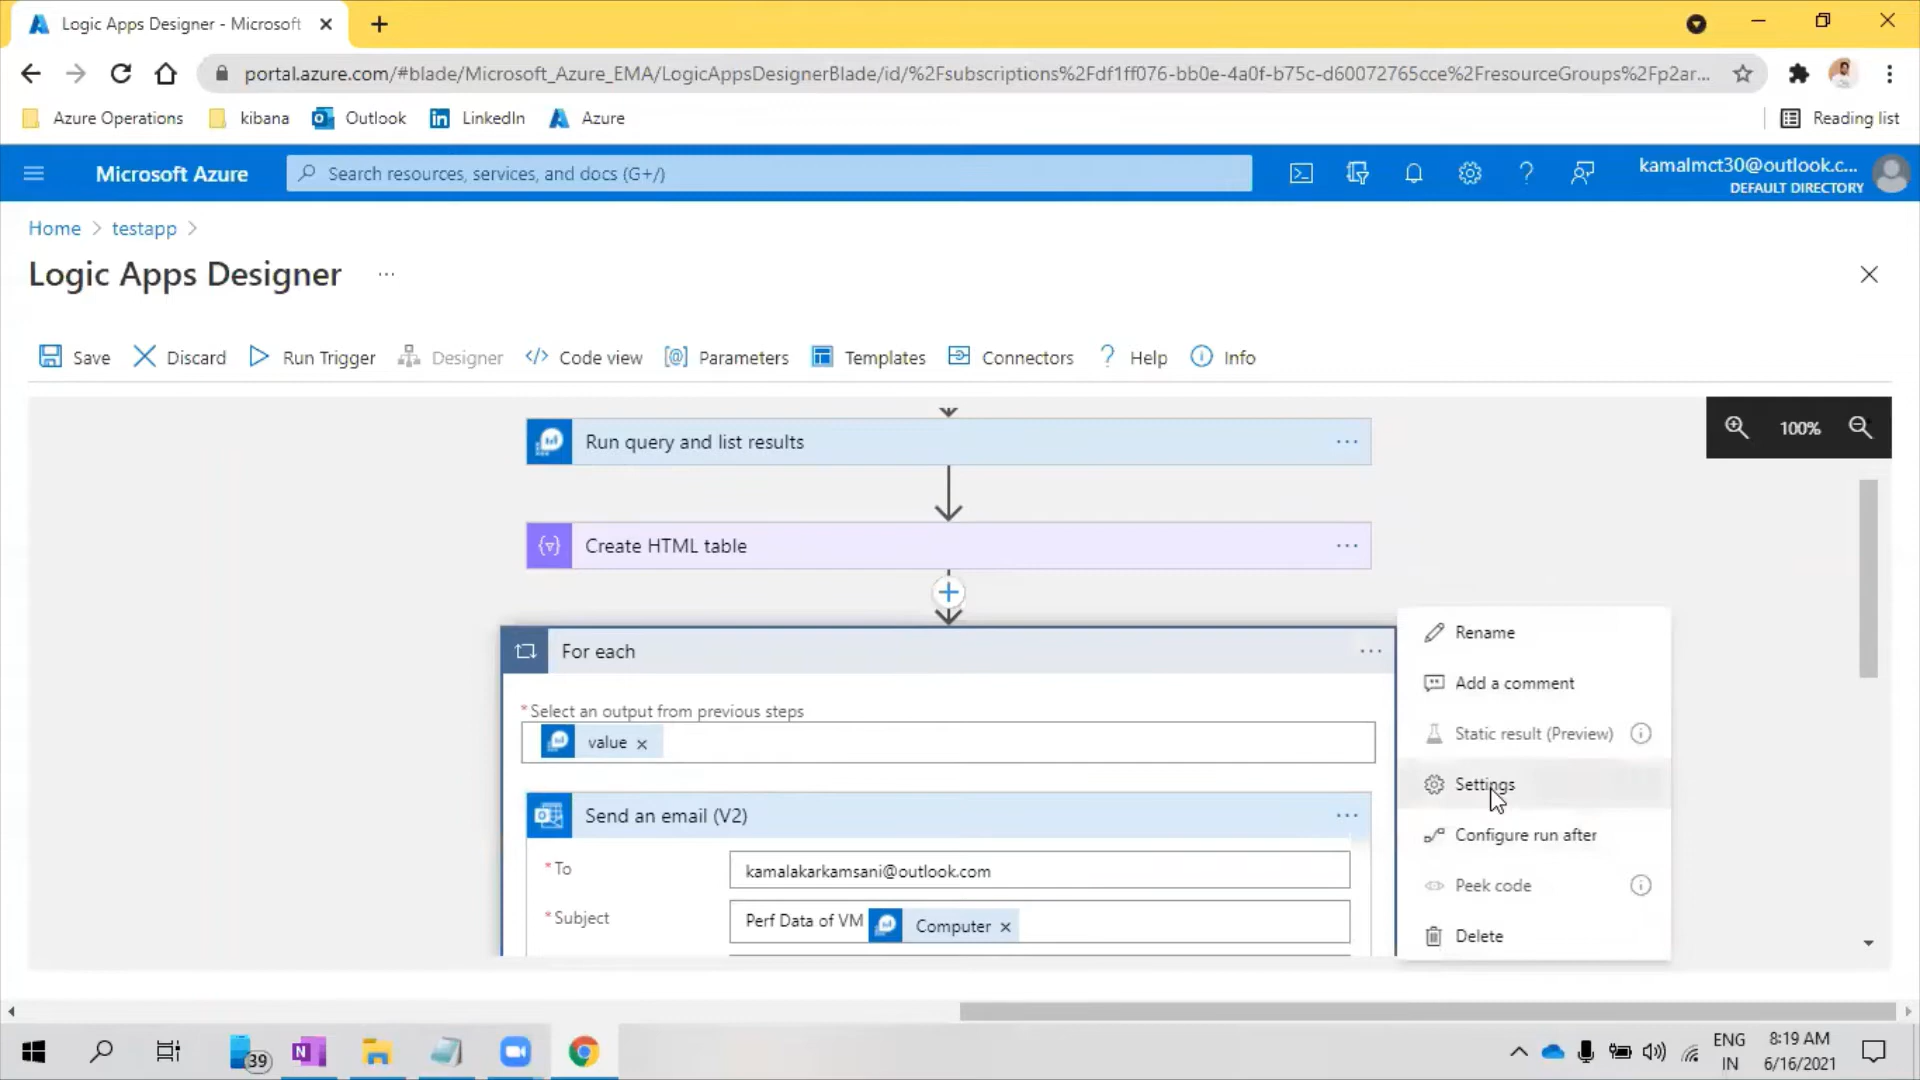 Logic Apps Designer - Microsoft
portal.azure.com/#blade/Microsoft_Azure_EMA/LogicAppsDesignerBlade/id/%2Fsubscriptions%2Fdf1ff076-bb0e-4a0f-b75c-d60072765cce%2FresourceGroups%2Fp2ar...
Azure Operations kibana Outlook LinkedIn Azure Reading list
Microsoft Azure Search resources, services, and docs (G+/) kamalmct30@outlook.c...
DEFAULT DIRECTORY
Home > testapp >
Logic Apps Designer ...
Save Discard Run Trigger Designer Code view Parameters Templates Connectors Help Info
100%
Run query and list results
Create HTML table
For each
Rename
Add a comment
Static result (Preview)
Settings
Configure run after
Peek code
Delete
* Select an output from previous steps
value ×
Send an email (V2)
* To kamalakarkamsani@outlook.com
* Subject Perf Data of VM Computer ×
39
ENG
IN
8:19 AM
6/16/2021